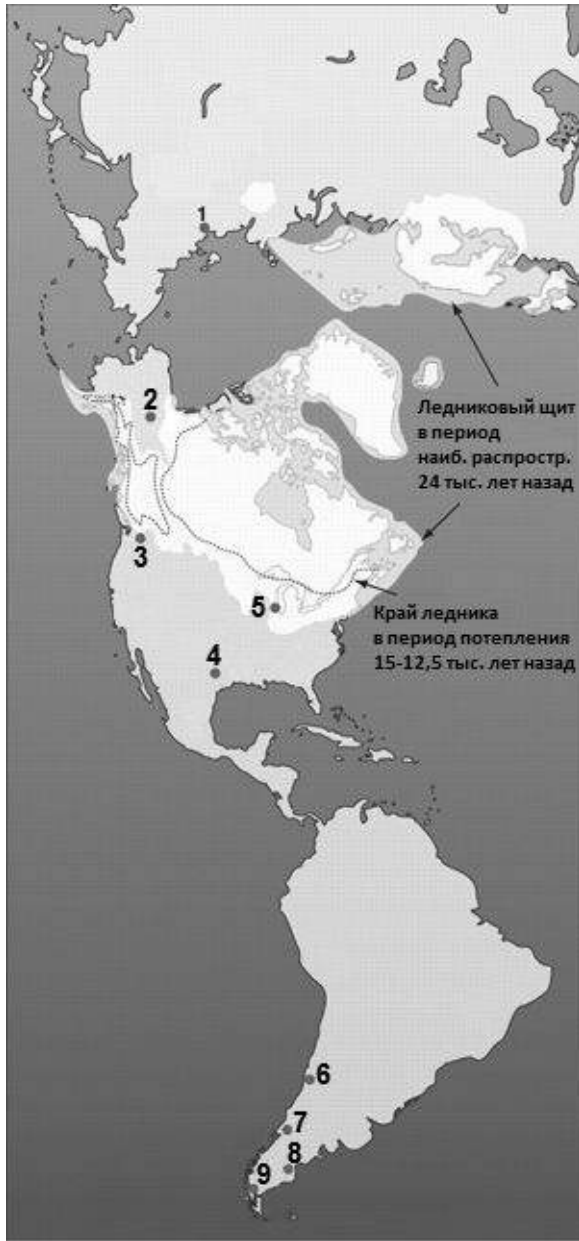 1
Ледниковый щит
в период
наиб. распростр.
24 тыс. лет назад
2
3
5
Край ледника
в период потепления
15-12,5 тыс. лет назад
4
6
7
8
9